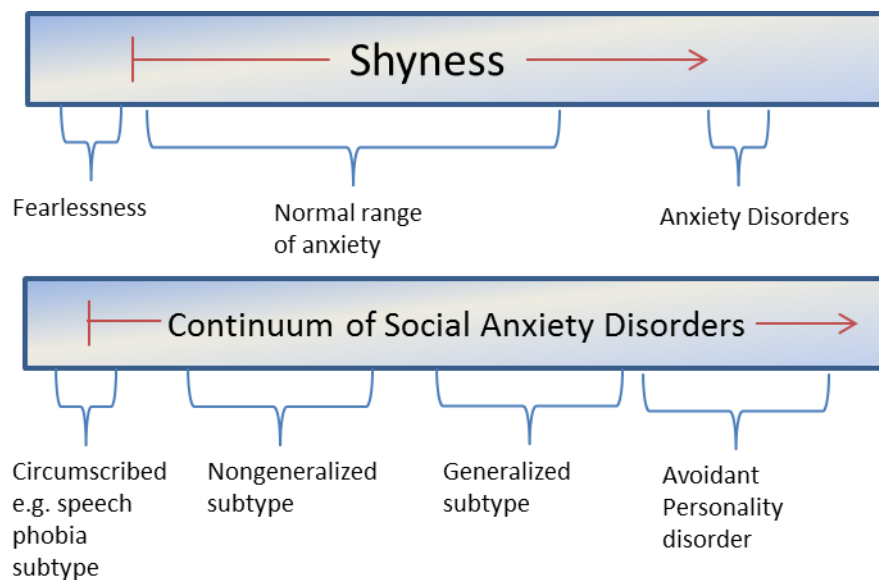 Shyness
Fearlessness
Normal range
of anxiety
Anxiety Disorders
Continuum of Social Anxiety Disorders
Circumscribed
e.g. speech
phobia
subtype
Nongeneralized
subtype
Generalized
subtype
Avoidant
Personality
disorder